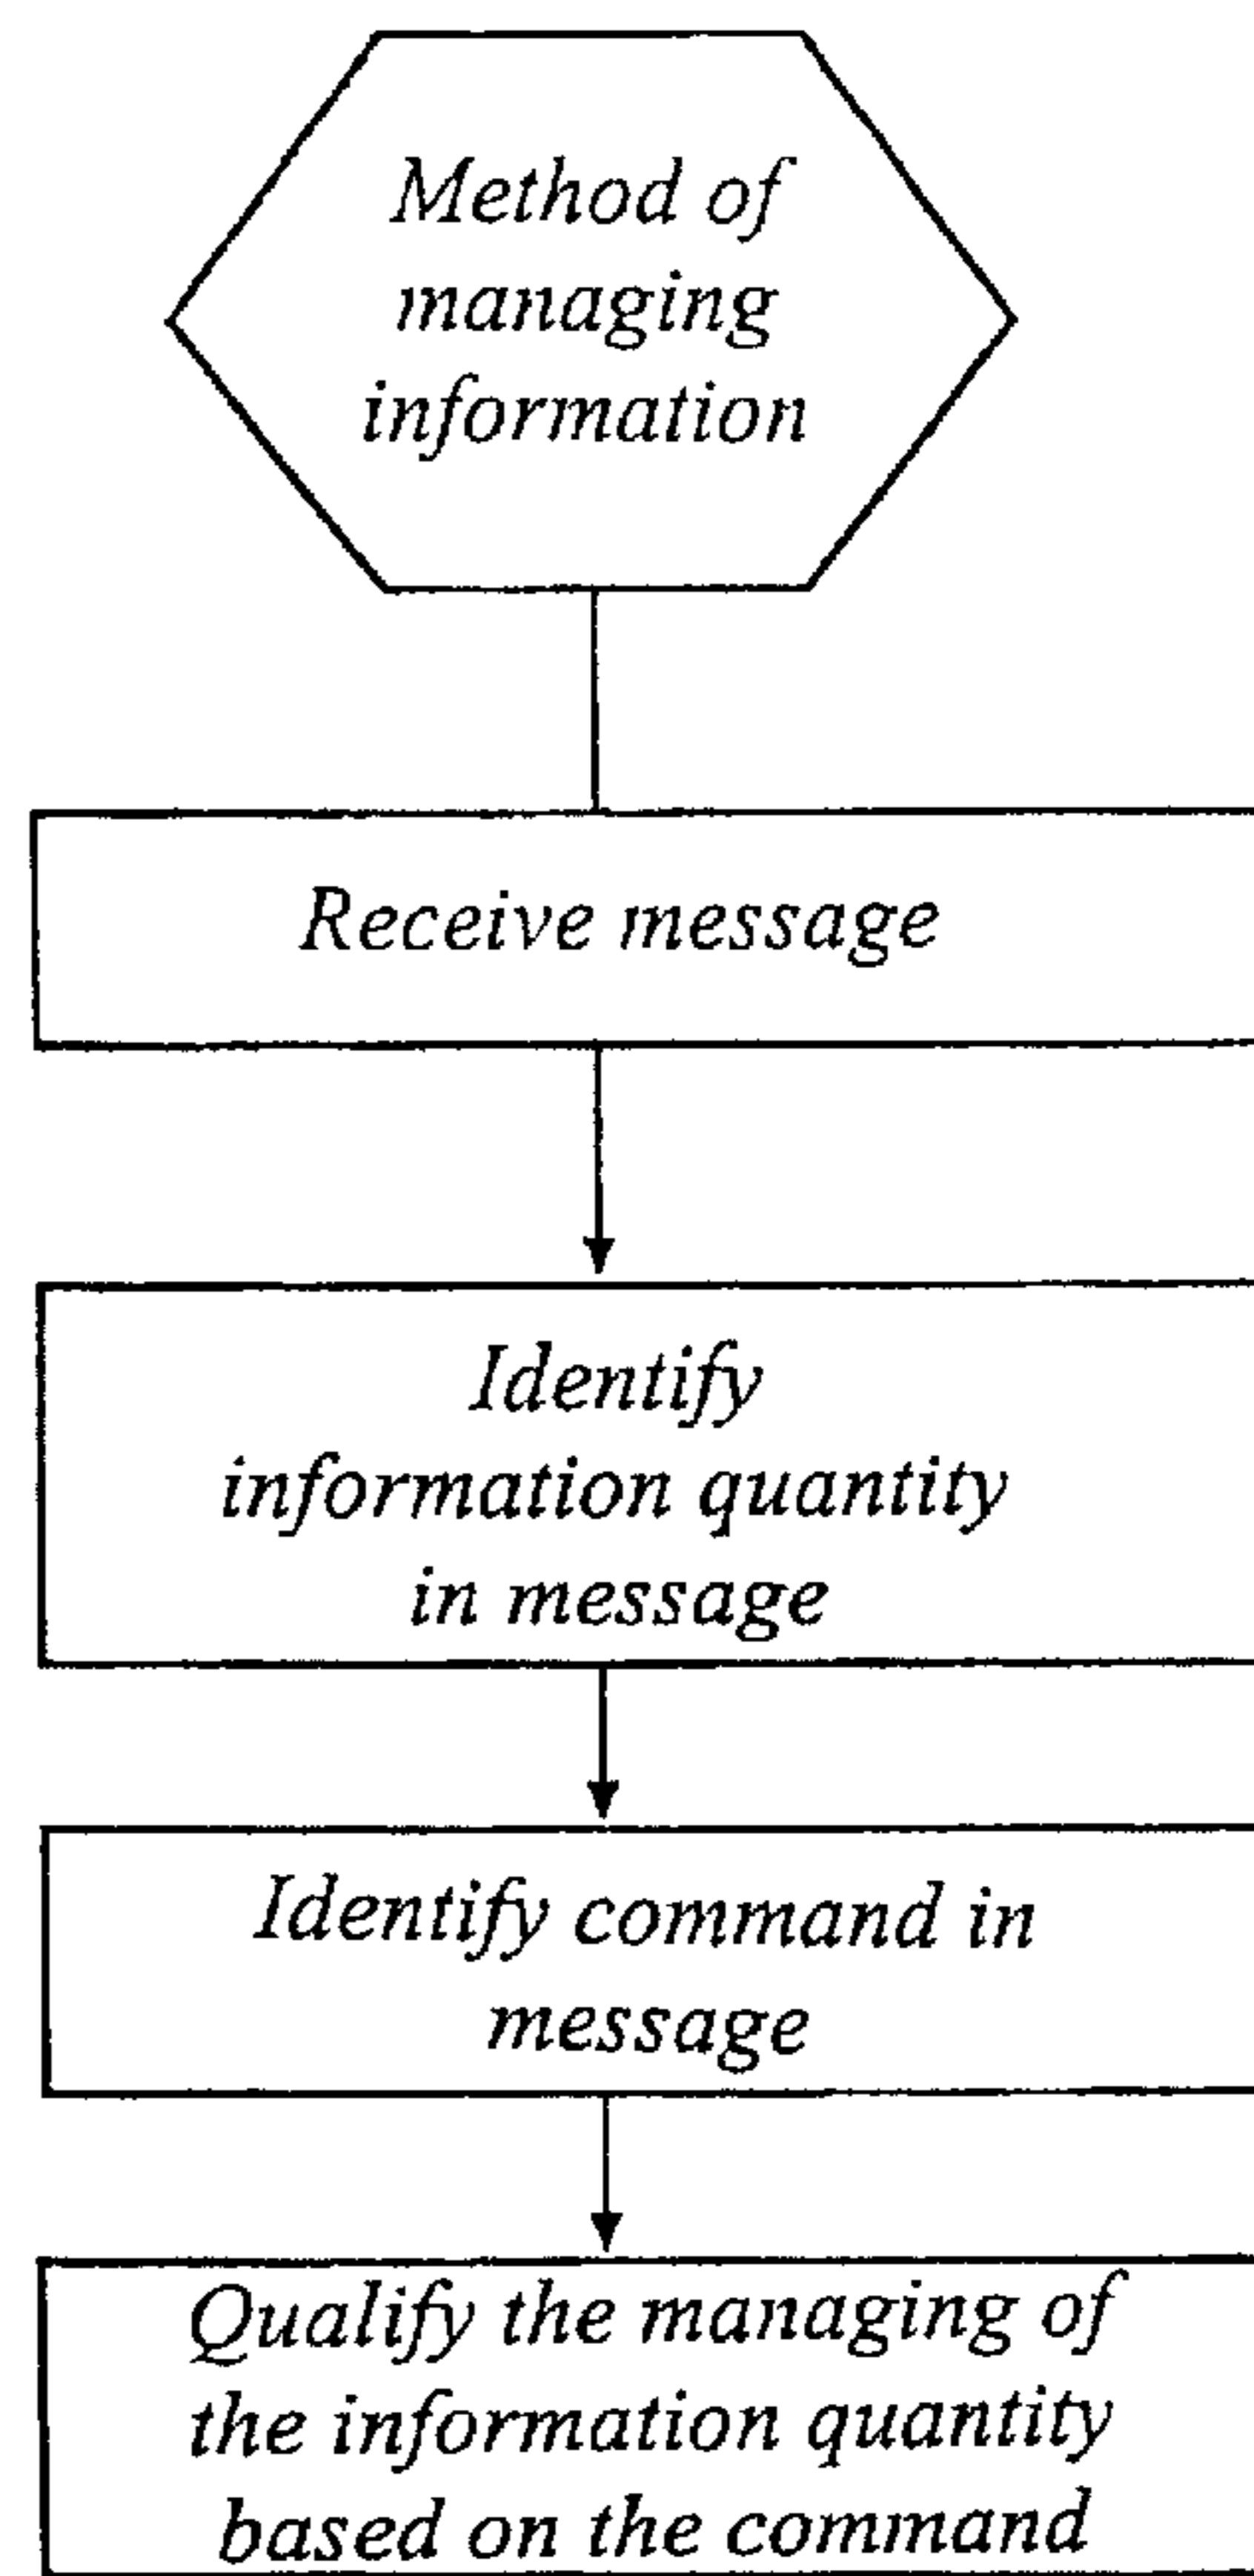 Method of
managing
information
Receive message
Identify
information quantity
in message
Identify command in
message
Qualify the managing of
the information quantity
based on the command